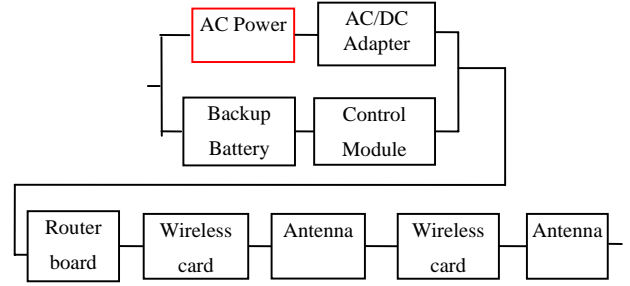 AC Power
AC/DC
Adapter
Backup
Battery
Control
Module
Router
board
Wireless
card
Antenna
Wireless
card
Antenna